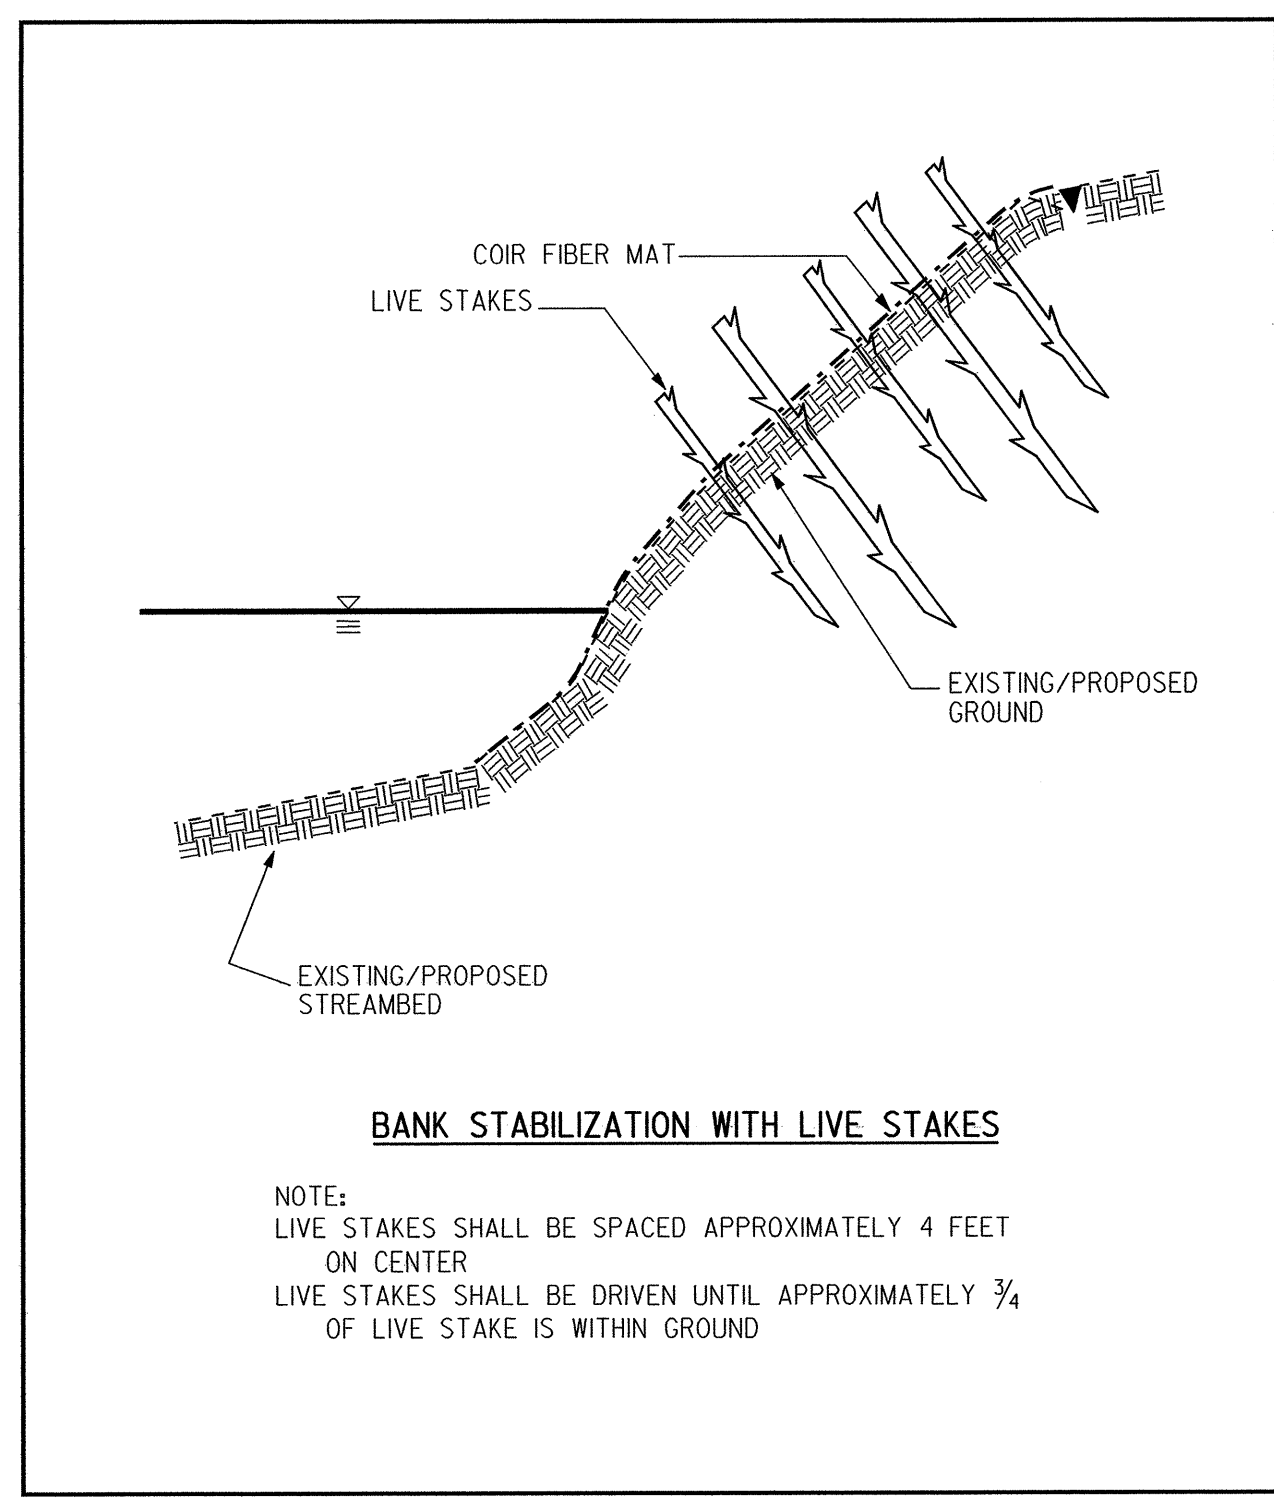 COIR FIBER MAT
LIVE STAKES
EXISTING/PROPOSED
GROUND
EXISTING/PROPOSED
STREAMBED
BANK STABILIZATION WITH LIVE STAKES
NOTE:
LIVE STAKES SHALL BE SPACED APPROXIMATELY 4 FEET
ON CENTER
LIVE STAKES SHALL BE DRIVEN UNTIL APPROXIMATELY 3/4
OF LIVE STAKE IS WITHIN GROUND